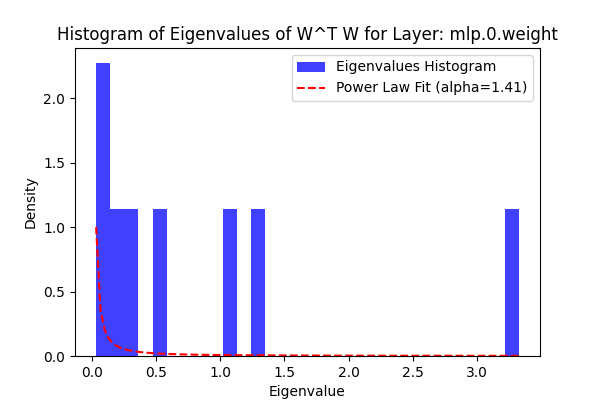 Histogram of Eigenvalues of W^T W for Layer: mlp.0.weight
Eigenvalues Histogram
Power Law Fit (alpha=1.41)
Density
2.0
1.5
1.0
0.5
0.0
0.0 0.5 1.0 1.5 2.0 2.5 3.0
Eigenvalue